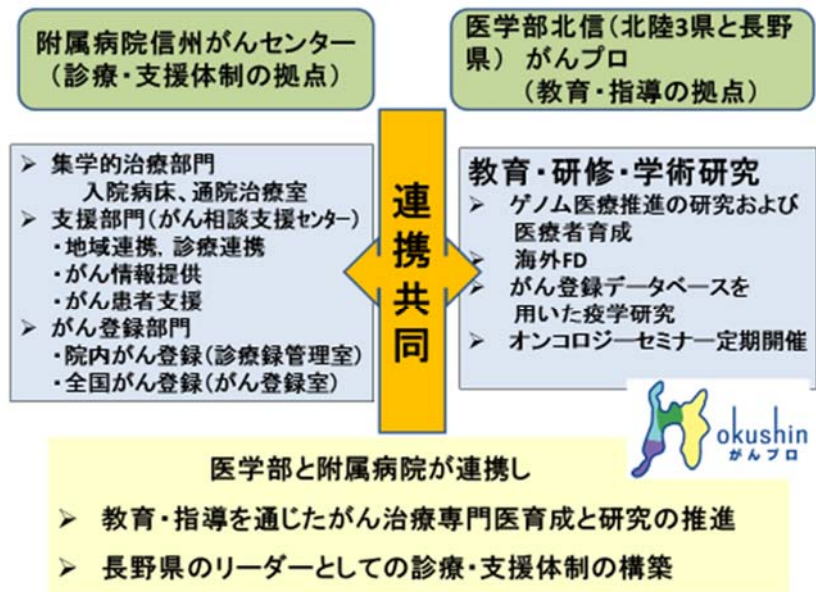 附属病院信州がんセンター
(診療・支援体制の拠点)
医学部北信(北陸3県と長野
県) がんプロ
(教育・指導の拠点)
➢ 集学的治療部門
入院病床、通院治療室
➢ 支援部門(がん相談支援センター)
・地域連携, 診療連携
・がん情報提供
・がん患者支援
➢ がん登録部門
・院内がん登録(診療録管理室)
・全国がん登録(がん登録室)
連携共同
教育・研修・学術研究
➢ ゲノム医療推進の研究および
医療者育成
➢ 海外FD
➢ がん登録データベースを
用いた疫学研究
➢ オンコロジーセミナー定期開催
okushin
がんプロ
医学部と附属病院が連携し
➢ 教育・指導を通じたがん治療専門医育成と研究の推進
➢ 長野県のリーダーとしての診療・支援体制の構築